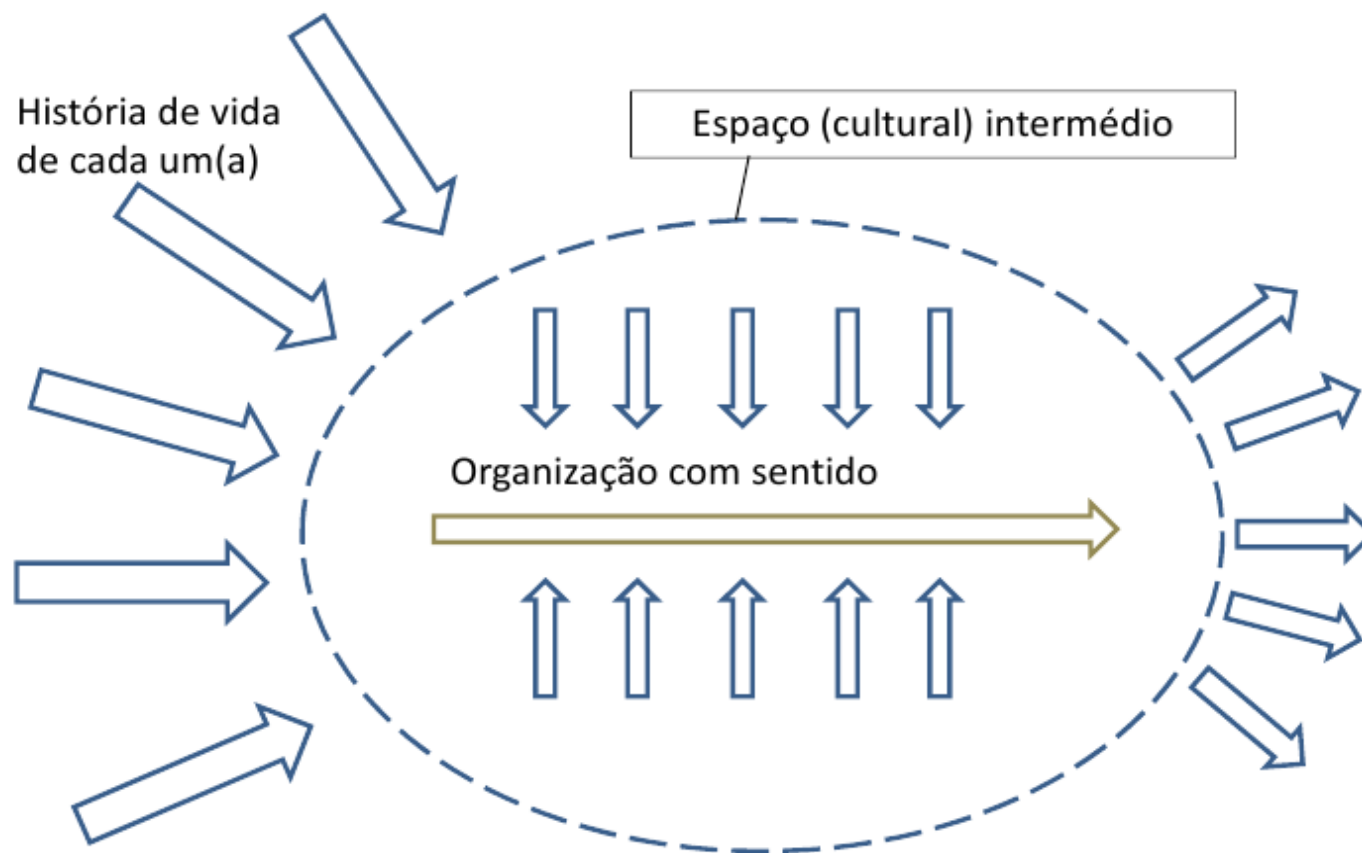 História de vida
de cada um(a)
Espaço (cultural) intermédio
Organização com sentido